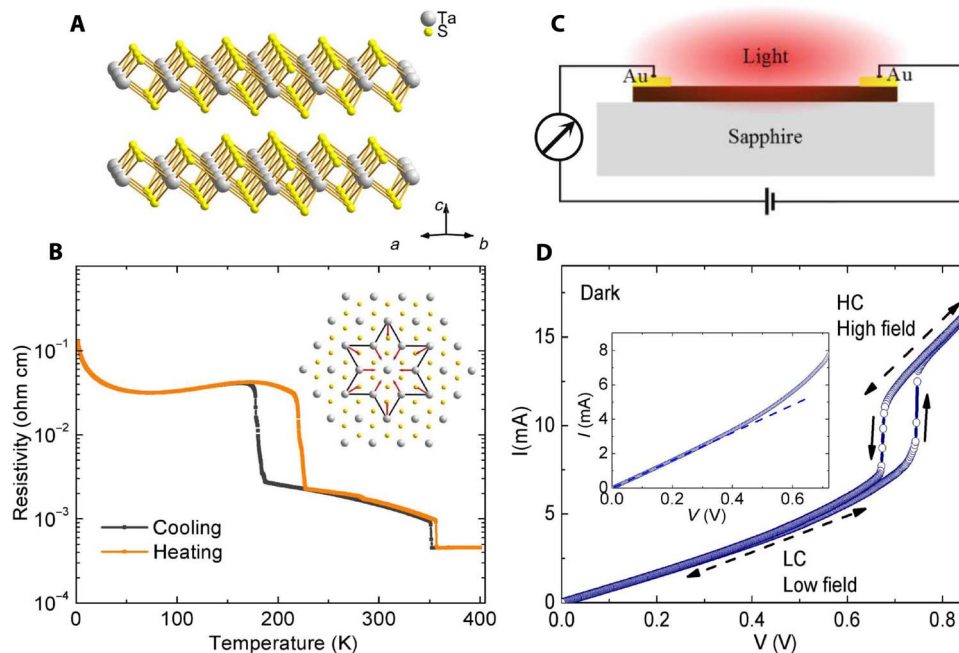 A
Ta
S
c
a
b
C
Light
Au
Au
Sapphire
B
Resistivity (ohm cm)
10⁻¹
10⁻²
10⁻³
10⁻⁴
Cooling
Heating
0
100
200
300
400
Temperature (K)
D
Dark
HC
High field
LC
Low field
I(mA)
15
10
5
0
0.0
0.2
0.4
0.6
0.8
V (V)
I (mA)
8
6
4
2
0
0.0
0.2
0.4
0.6
V (V)